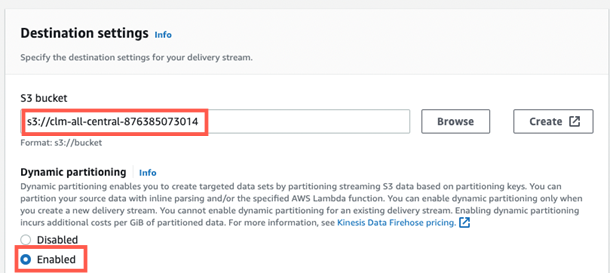 Destination settings Info
Specify the destination settings for your delivery stream.
S3 bucket
s3://clm-all-central-876385073014
Browse
Create
Format: s3://bucket
Dynamic partitioning Info
Dynamic partitioning enables you to create targeted data sets by partitioning streaming S3 data based on partitioning keys. You can
partition your source data with inline parsing and/or the specified AWS Lambda function. You can enable dynamic partitioning only when
you create a new delivery stream. You cannot enable dynamic partitioning for an existing delivery stream. Enabling dynamic partitioning
incurs additional costs per GiB of partitioned data. For more information, see Kinesis Data Firehose pricing.
Disabled
Enabled